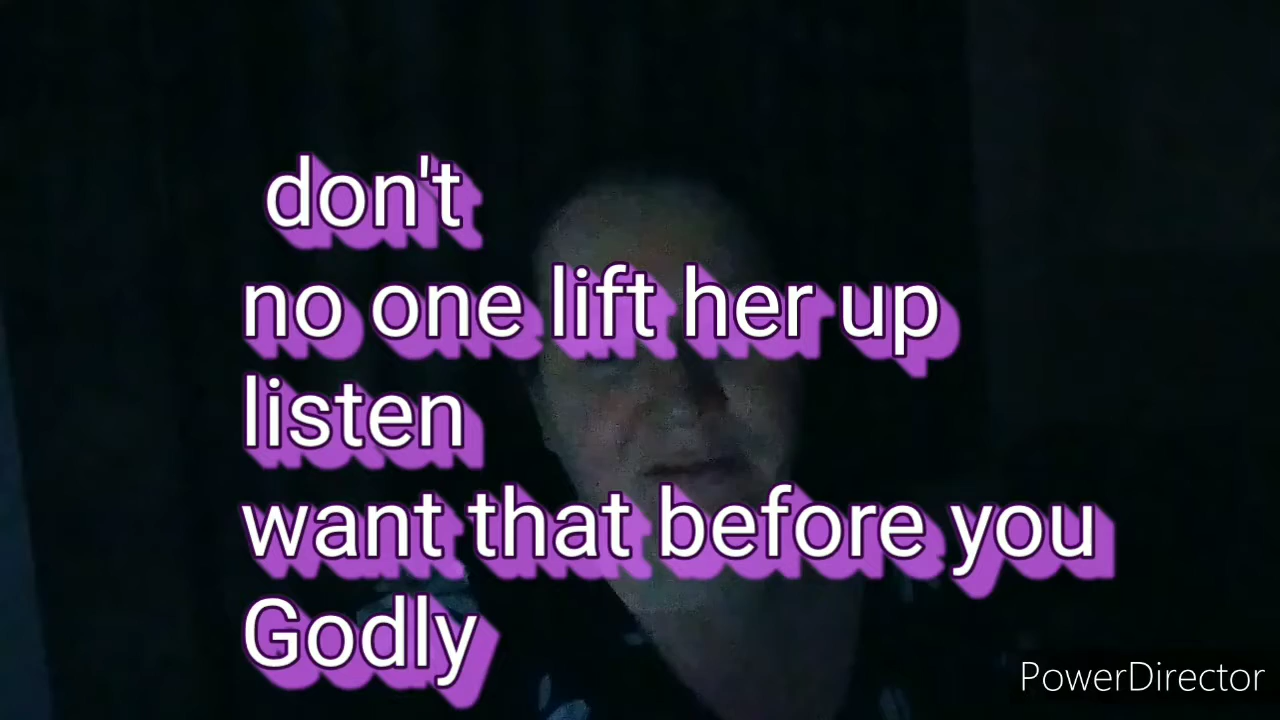 don't
no one lift her up
listen
want that before you
Godly
PowerDirector